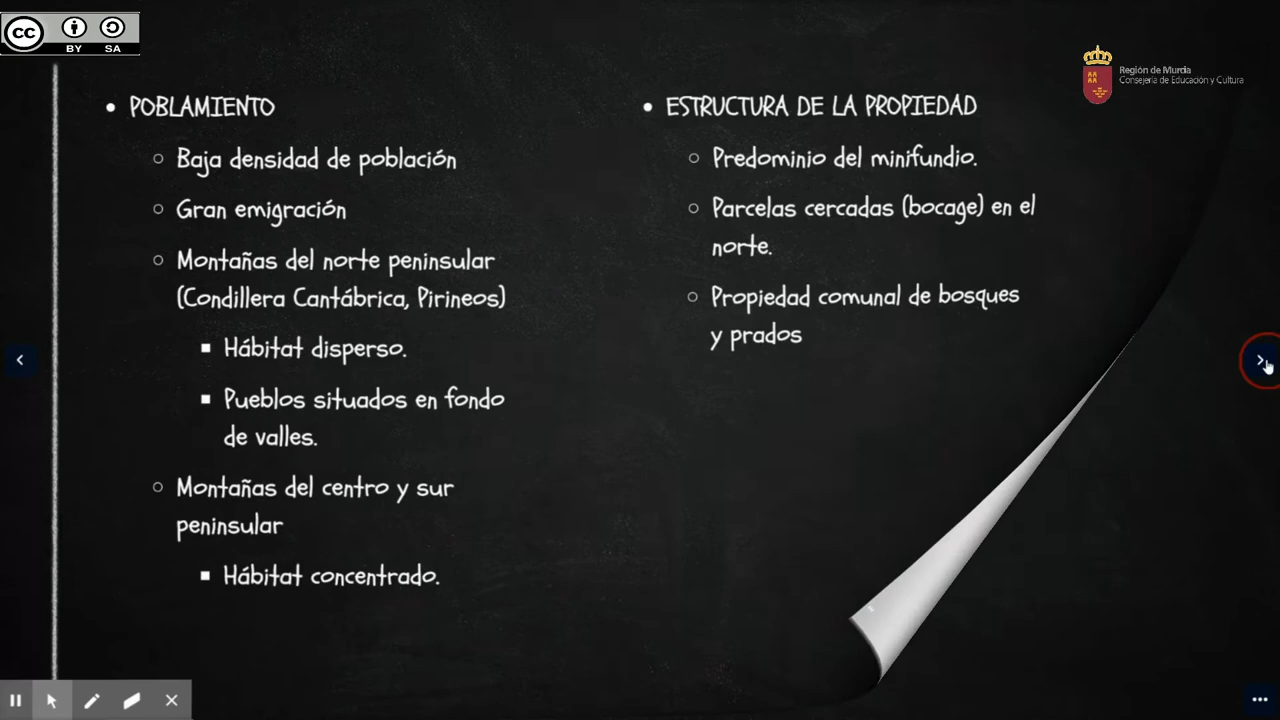 CC
BY SA
Región de Murcia
Consejería de Educación y Cultura
POBLAMIENTO
Baja densidad de población
Gran emigración
Montañas del norte peninsular
(Condillera Cantábrica, Pirineos)
Hábitat disperso.
Pueblos situados en fondo
de valles.
Montañas del centro y sur
peninsular
Hábitat concentrado.
ESTRUCTURA DE LA PROPIEDAD
Predominio del minifundio.
Parcelas cercadas (bocage) en el
norte.
Propiedad comunal de bosques
y prados